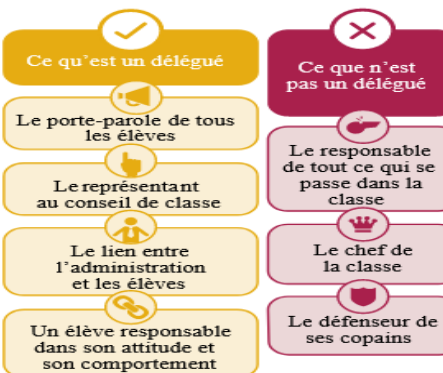 Ce qu’est un délégué
Le porte-parole de tous
les élèves
Le représentant
au conseil de classe
Le lien entre
l’administration
et les élèves
Un élève responsable
dans son attitude et
son comportement
Ce que n’est
pas un délégué
Le responsable
de tout ce qui se
passe dans la
classe
Le chef de
la classe
Le défenseur de
ses copains